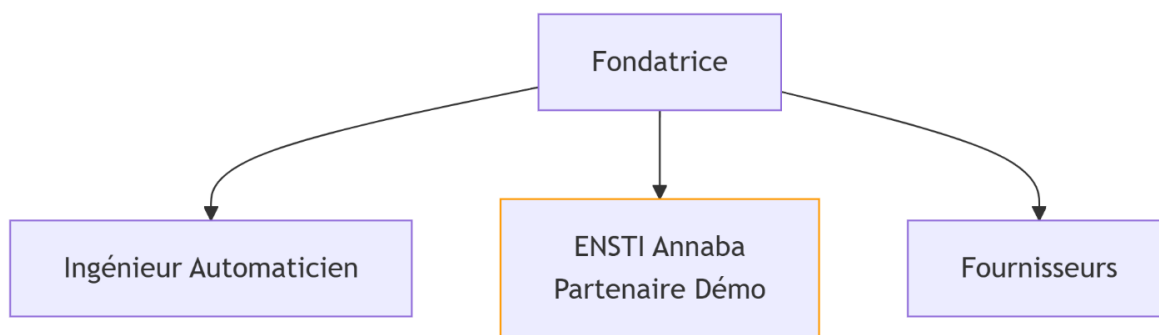 Fondatrice
Ingénieur Automaticien
ENSTI Annaba
Partenaire Démo
Fournisseurs